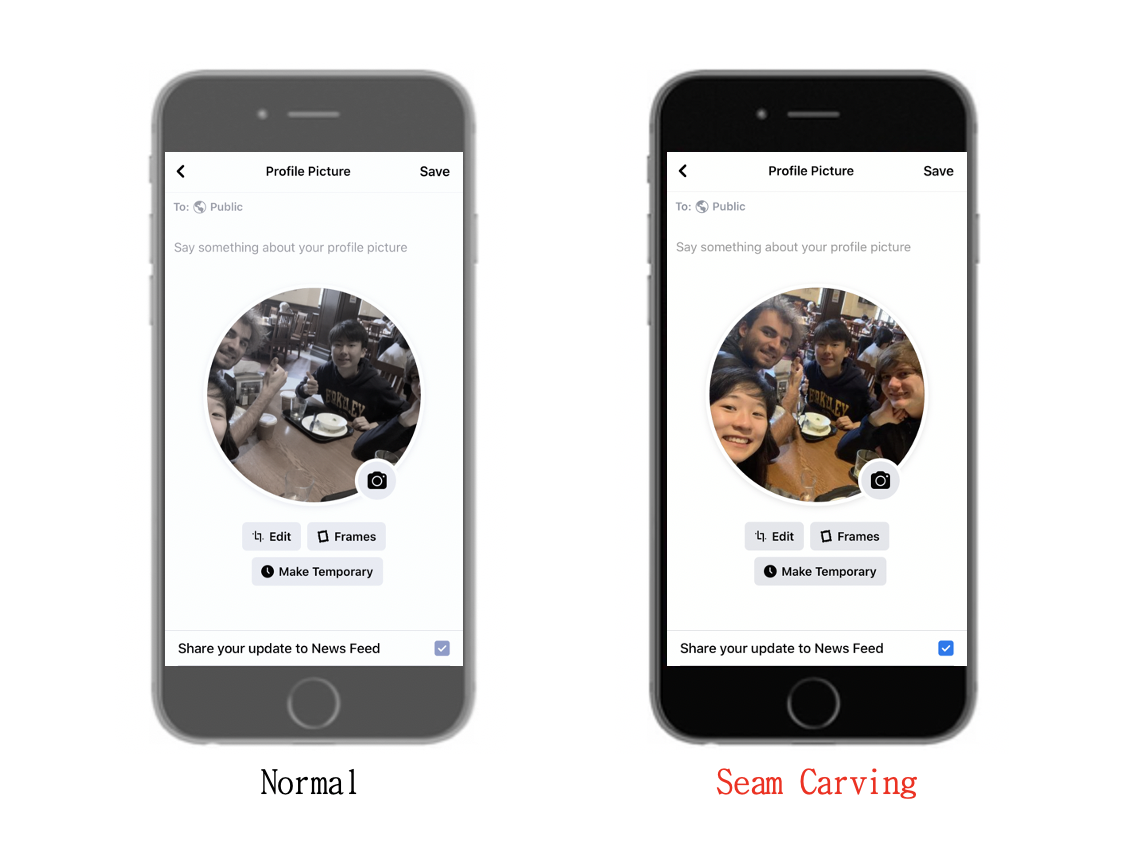 Profile Picture Save
To: Public
Say something about your profile picture
Edit Frames
Make Temporary
Share your update to News Feed
Normal
Profile Picture Save
To: Public
Say something about your profile picture
BERKELEY
Edit Frames
Make Temporary
Share your update to News Feed
Seam Carving